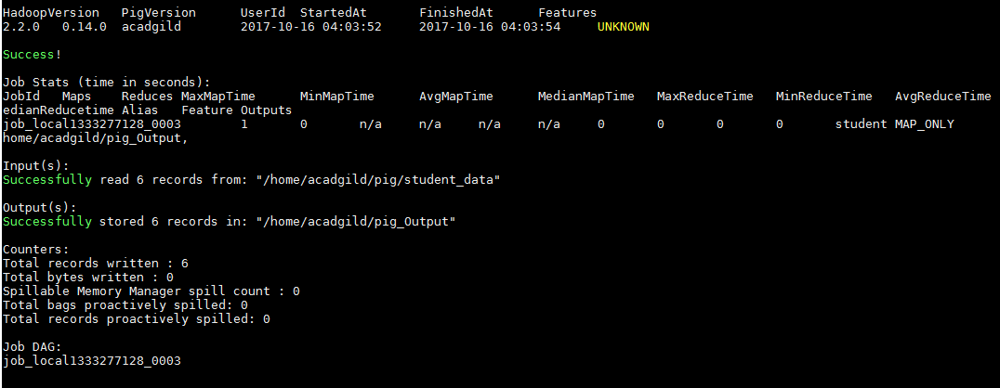 HadoopVersion PigVersion UserId StartedAt FinishedAt Features
2.2.0 0.14.0 acadgild 2017-10-16 04:03:52 2017-10-16 04:03:54 UNKNOWN
Success!
Job Stats (time in seconds):
JobId Maps Reduces MaxMapTime MinMapTime AvgMapTime MedianMapTime MaxReduceTime MinReduceTime AvgReduceTime
edianReducetime Alias Feature Outputs
job_local1333277128_0003 1 0 n/a n/a n/a n/a 0 0 0 0 student MAP_ONLY
home/acadgild/pig_Output,
Input(s):
Successfully read 6 records from: "/home/acadgild/pig/student_data"
Output(s):
Successfully stored 6 records in: "/home/acadgild/pig_Output"
Counters:
Total records written : 6
Total bytes written : 0
Spillable Memory Manager spill count : 0
Total bags proactively spilled: 0
Total records proactively spilled: 0
Job DAG:
job_local1333277128_0003